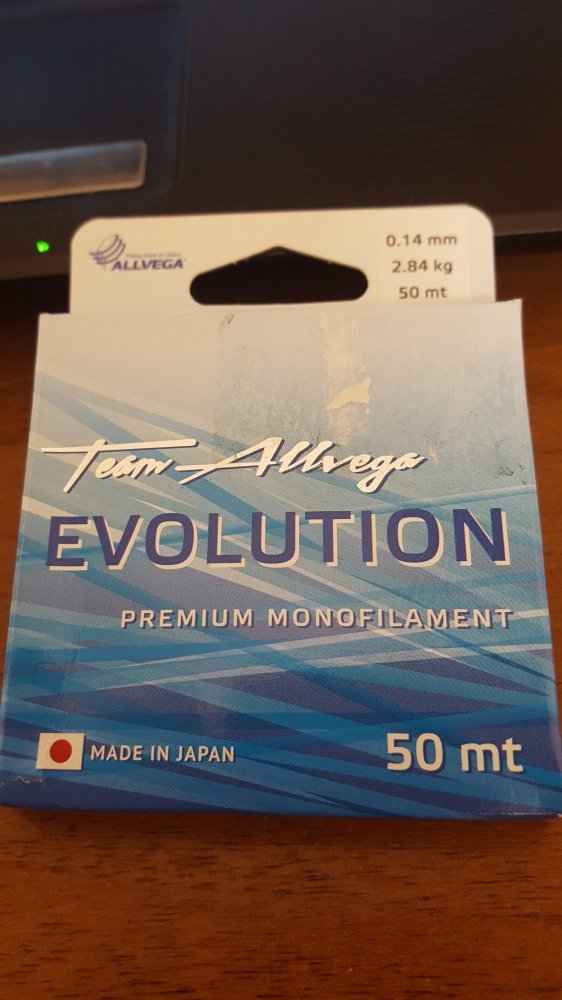 ALLVEGA
0.14 mm
2.84 kg
50 mt
Team Allvega
EVOLUTION
PREMIUM MONOFILAMENT
MADE IN JAPAN
50 mt